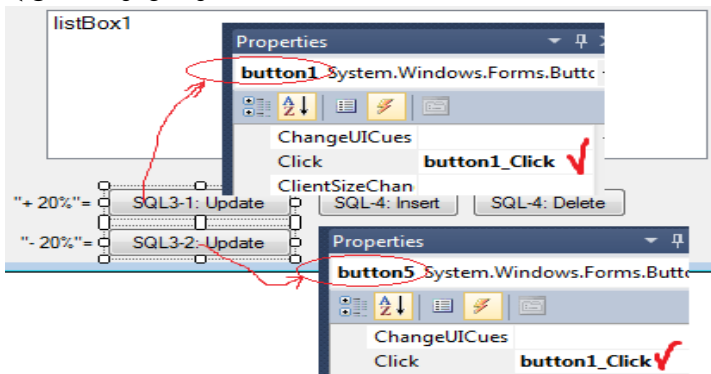 listBox1
Properties
button1 System.Windows.Forms.Buttc
ChangeUICues
Click button1_Click
ClientSizeChan
"+ 20%"= SQL3-1: Update SQL-4: Insert SQL-4: Delete
"- 20%"= SQL3-2: Update
Properties
button5 System.Windows.Forms.Butto
ChangeUICues
Click button1_Click